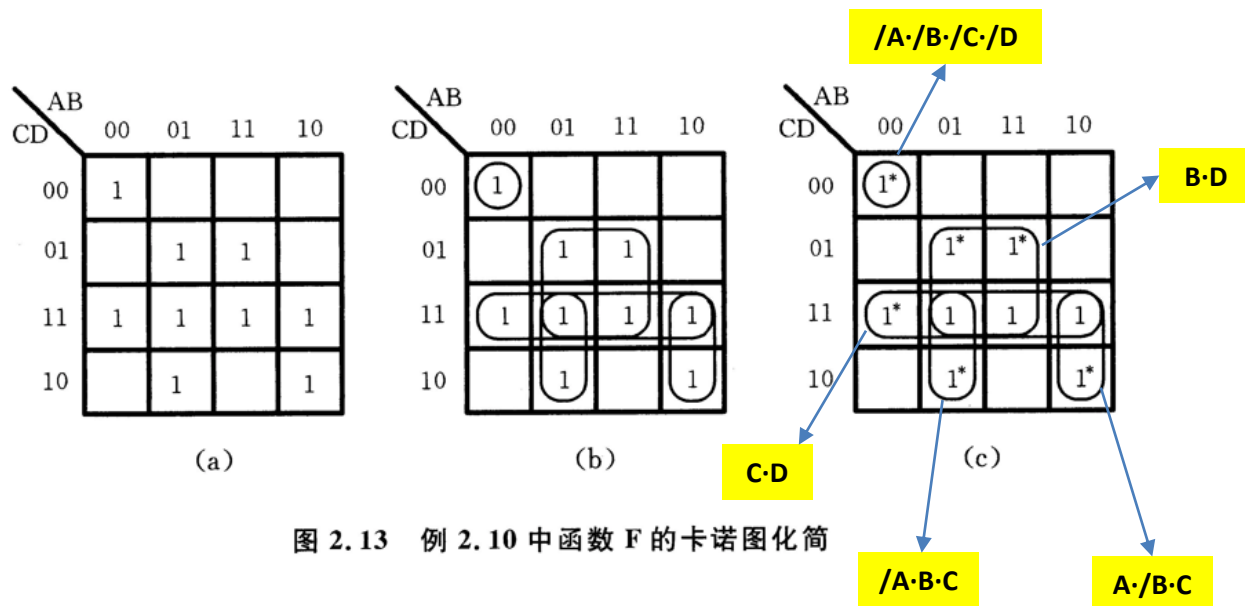 /A·/B·/C·/D
AB
CD 00 01 11 10
00 1
01 1 1
11 1 1 1 1
10 1 1
(a)
AB
CD 00 01 11 10
00 1
01 1 1
11 1 1 1 1
10 1 1
(b)
AB
CD 00 01 11 10
00 1*
01 1* 1*
11 1* 1 1 1
10 1* 1*
(c)
B·D
C·D
图 2.13 例 2.10 中函数 F 的卡诺图化简
/A·B·C
A·/B·C